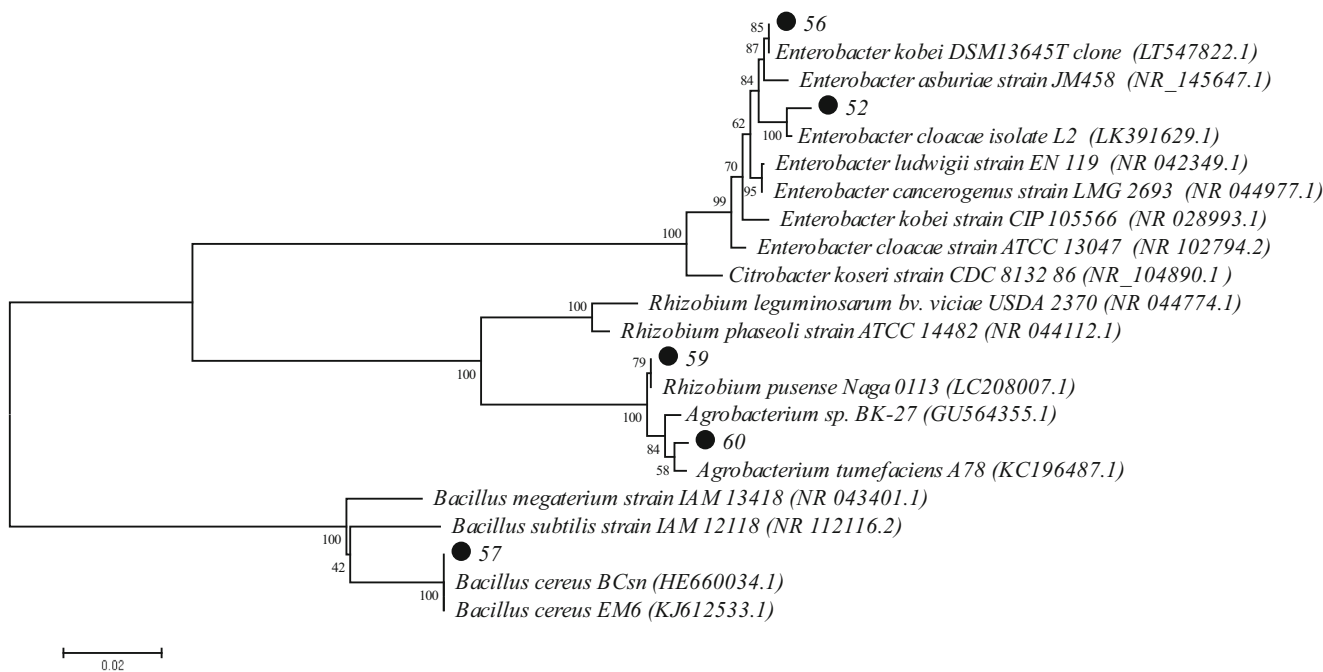 85
56
87
Enterobacter kobei DSM13645T clone (LT547822.1)
84
Enterobacter asburiae strain JM458 (NR_145647.1)
52
62
100
Enterobacter cloacae isolate L2 (LK391629.1)
70
Enterobacter ludwigii strain EN 119 (NR 042349.1)
95
Enterobacter cancerogenus strain LMG 2693 (NR 044977.1)
99
Enterobacter kobei strain CIP 105566 (NR 028993.1)
100
Enterobacter cloacae strain ATCC 13047 (NR 102794.2)
Citrobacter koseri strain CDC 8132 86 (NR_104890.1 )
100
Rhizobium leguminosarum bv. viciae USDA 2370 (NR 044774.1)
Rhizobium phaseoli strain ATCC 14482 (NR 044112.1)
79
59
100
Rhizobium pusense Naga 0113 (LC208007.1)
100
Agrobacterium sp. BK-27 (GU564355.1)
84
60
58
Agrobacterium tumefaciens A78 (KC196487.1)
Bacillus megaterium strain IAM 13418 (NR 043401.1)
100
Bacillus subtilis strain IAM 12118 (NR 112116.2)
42
57
100
Bacillus cereus BCsn (HE660034.1)
Bacillus cereus EM6 (KJ612533.1)
0.02